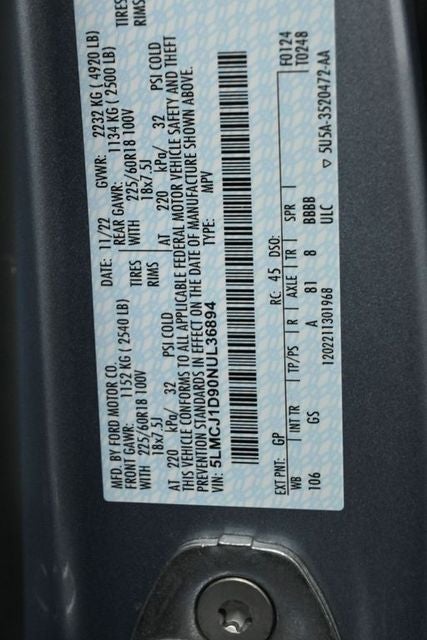 MFD. BY FORD MOTOR CO.
DATE: 11/22 GVWR: 2232 KG ( 4920 LB)
FRONT GAWR: 1152 KG ( 2540 LB) REAR GAWR: 1134 KG ( 2500 LB)
WITH 225/60R18 100V TIRES WITH 225/60R18 100V TIRES
18x7.5J RIMS 18x7.5J RIMS
AT 220 kPa/ 32 PSI COLD AT 220 kPa/ 32 PSI COLD
THIS VEHICLE CONFORMS TO ALL APPLICABLE FEDERAL MOTOR VEHICLE SAFETY AND THEFT
PREVENTION STANDARDS IN EFFECT ON THE DATE OF MANUFACTURE SHOWN ABOVE.
VIN: 5LMCJ1D90NUL36894 TYPE: MPV
F0124
T0248
EXT PNT: GP RC: 45 DSO:
WB INT TR TP/PS R AXLE TR SPR
106 GS A 81 8 BBBB
1202211301968 ULC ▽ 5U5A-3520472-AA